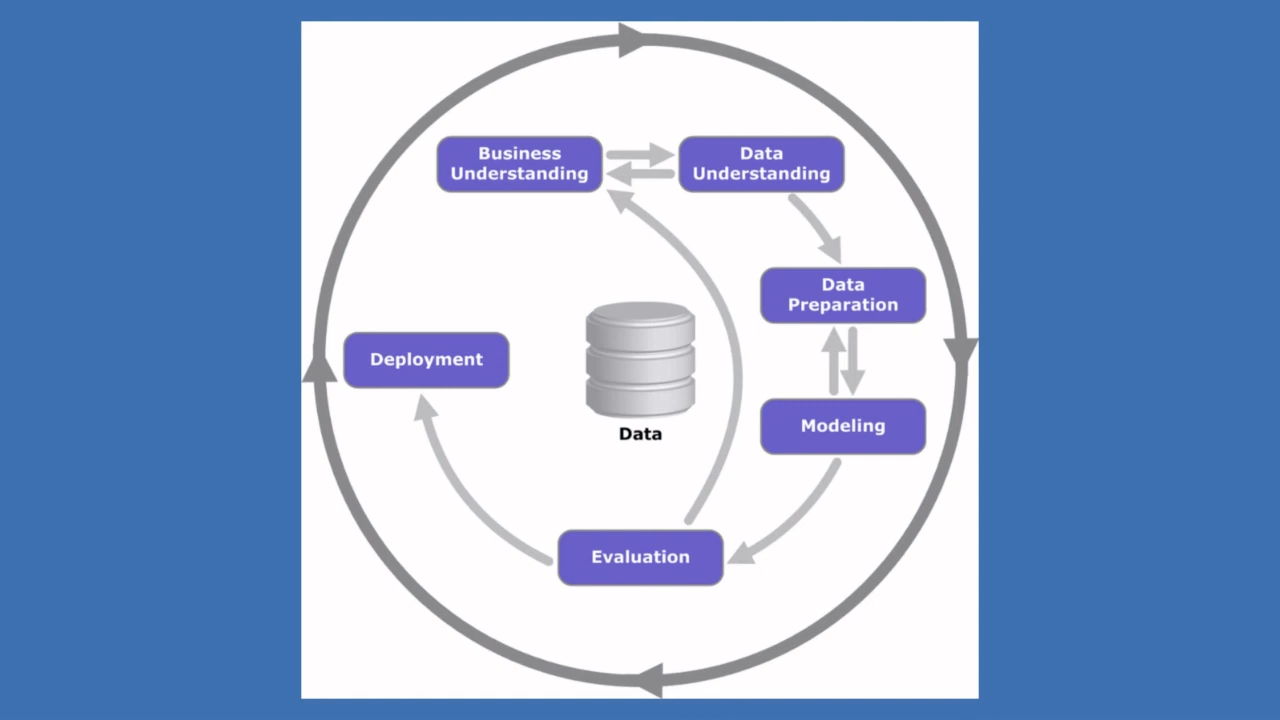 Business
Understanding
Data
Understanding
Data
Preparation
Deployment
Modeling
Data
Evaluation